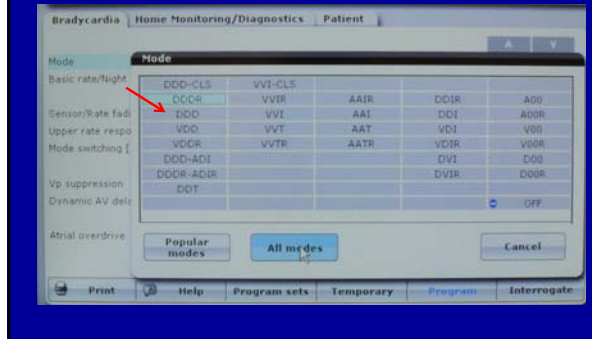 Bradycardia Home Monitoring/Diagnostics Patient
A V
Mode
Mode
Basic rate/Night
DDD-CLS VVI-CLS
DDDR VVIR AAIR DDIR A00
Sensor/Rate fadi DDD VVI AAI DDI A00R
Upper rate respo VDD VVT AAT VDI V00
Mode switching [ VDDR VVTR AATR VDIR V00R
DDD-ADI DVI D00
DDDR-ADIR DVIR D00R
Vp suppression DDT
Dynamic AV dela OFF
Atrial overdrive
Popular modes All modes Cancel
Print Help Program sets Temporary Program Interrogate